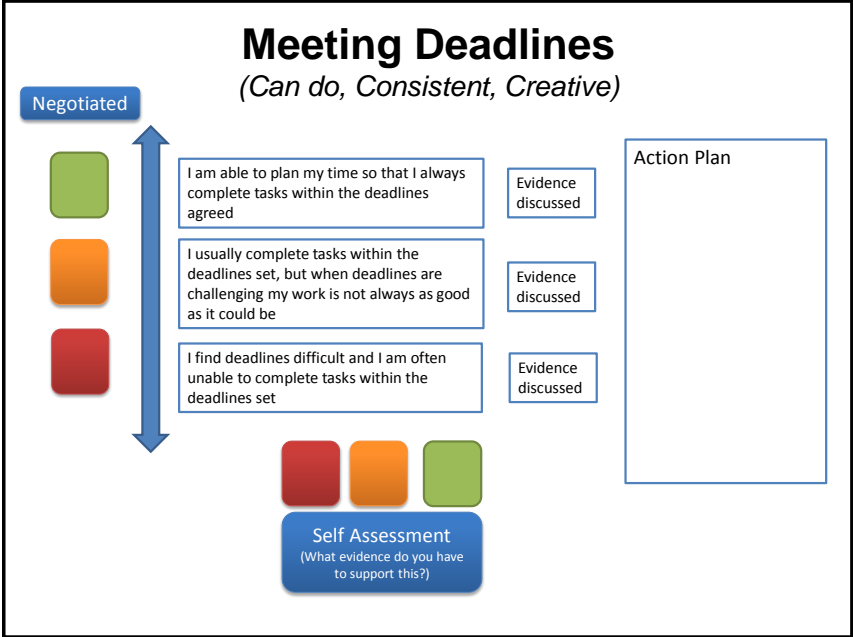 Meeting Deadlines
(Can do, Consistent, Creative)
Negotiated
I am able to plan my time so that I always
complete tasks within the deadlines
agreed
Evidence
discussed
Action Plan
I usually complete tasks within the
deadlines set, but when deadlines are
challenging my work is not always as good
as it could be
Evidence
discussed
I find deadlines difficult and I am often
unable to complete tasks within the
deadlines set
Evidence
discussed
Self Assessment
(What evidence do you have
to support this?)